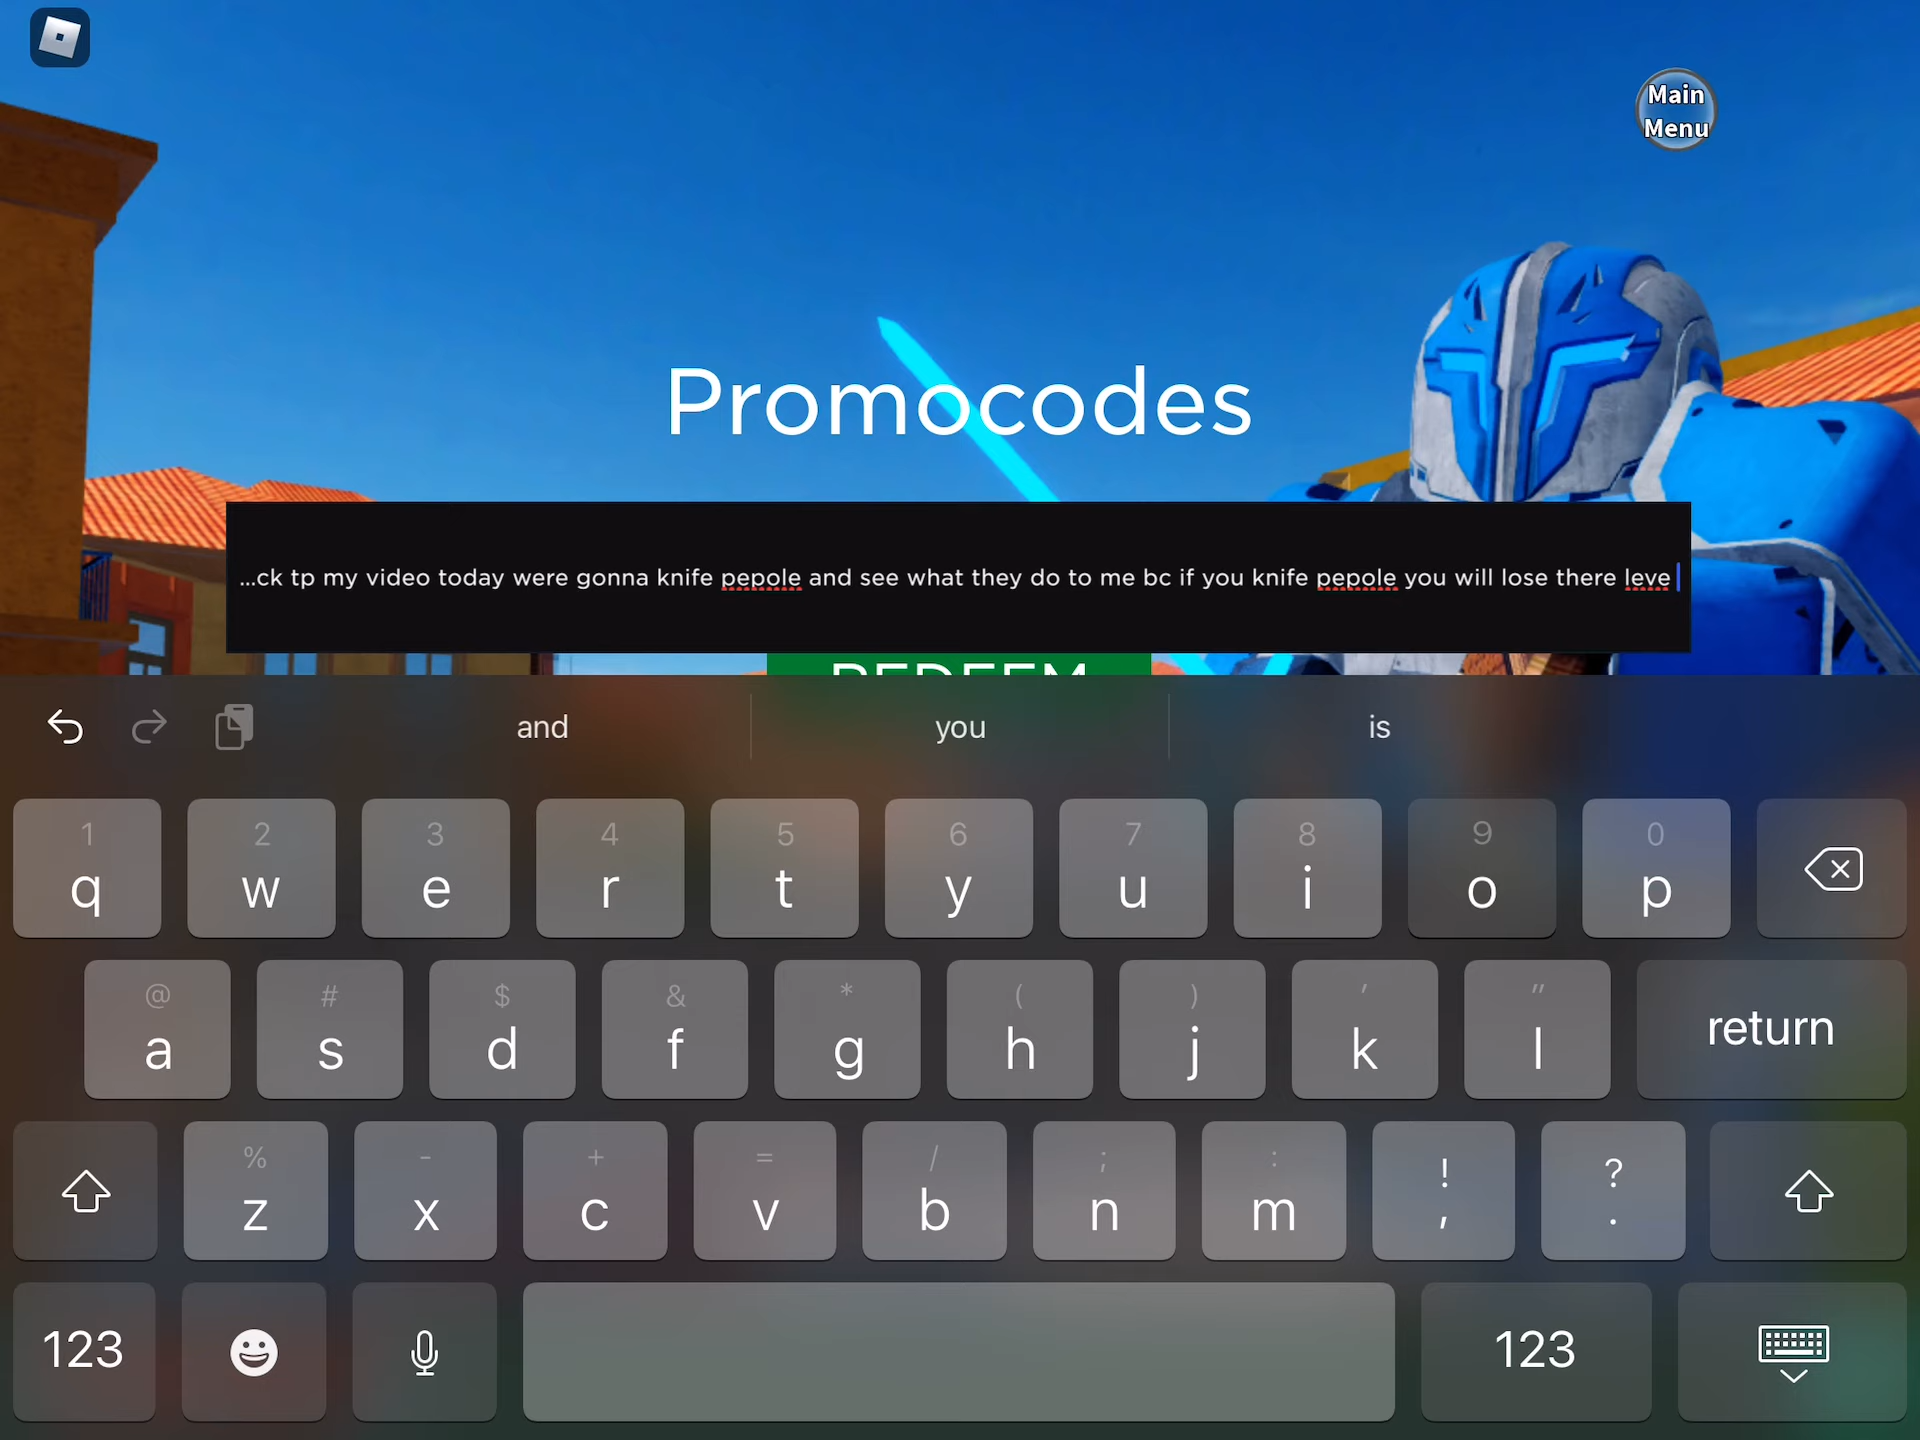 Main
Menu
Promocodes
...ck tp my video today were gonna knife pepole and see what they do to me bc if you knife pepole you will lose there leve
REDEEM
and you is
1 2 3 4 5 6 7 8 9 0
q w e r t y u i o p
@ # $ & * ( ) ' "
a s d f g h j k l return
% - + = / ; : ! ?
z x c v b n m , .
123 123